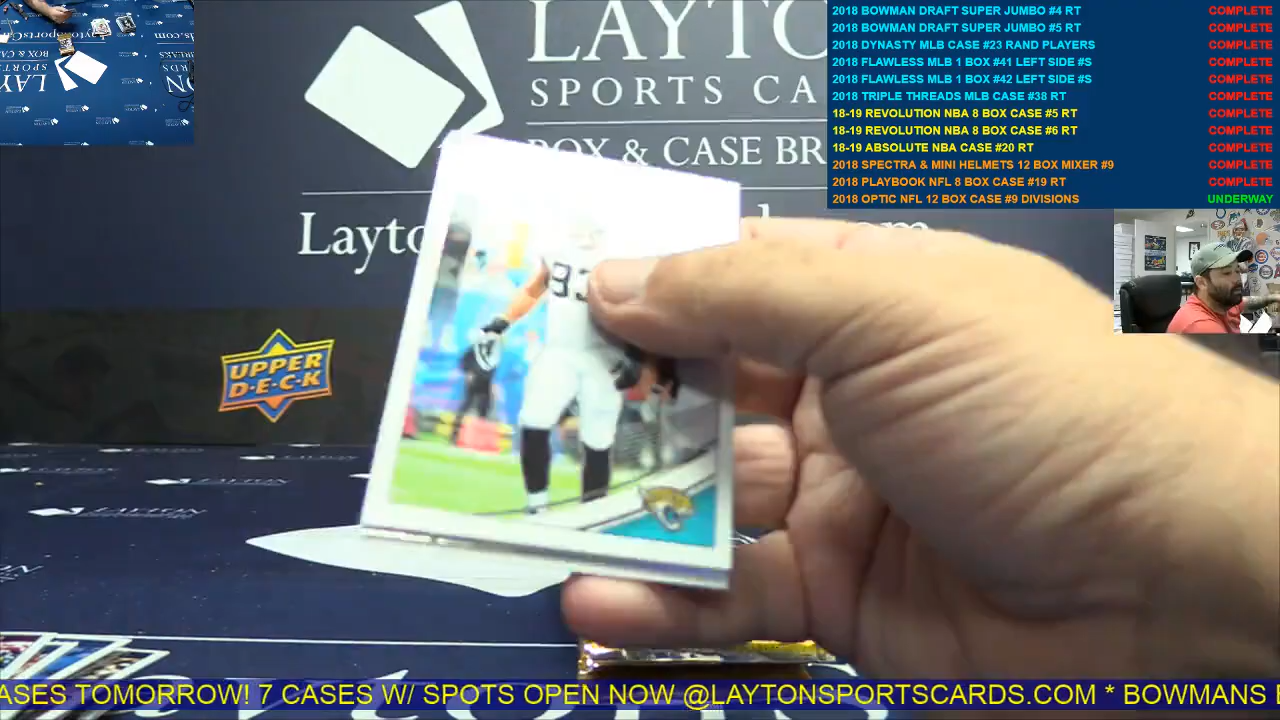 LAYTO
SPORTS CA
BOX & CASE BR
Layto
.com
UPPER
D·E·C·K
93
2018 BOWMAN DRAFT SUPER JUMBO #4 RT COMPLETE
2018 BOWMAN DRAFT SUPER JUMBO #5 RT COMPLETE
2018 DYNASTY MLB CASE #23 RAND PLAYERS COMPLETE
2018 FLAWLESS MLB 1 BOX #41 LEFT SIDE #S COMPLETE
2018 FLAWLESS MLB 1 BOX #42 LEFT SIDE #S COMPLETE
2018 TRIPLE THREADS MLB CASE #38 RT COMPLETE
18-19 REVOLUTION NBA 8 BOX CASE #5 RT COMPLETE
18-19 REVOLUTION NBA 8 BOX CASE #6 RT COMPLETE
18-19 ABSOLUTE NBA CASE #20 RT COMPLETE
2018 SPECTRA & MINI HELMETS 12 BOX MIXER #9 COMPLETE
2018 PLAYBOOK NFL 8 BOX CASE #19 RT COMPLETE
2018 OPTIC NFL 12 BOX CASE #9 DIVISIONS UNDERWAY
ASES TOMORROW! 7 CASES W/ SPOTS OPEN NOW @LAYTONSPORTSCARDS.COM * BOWMANS